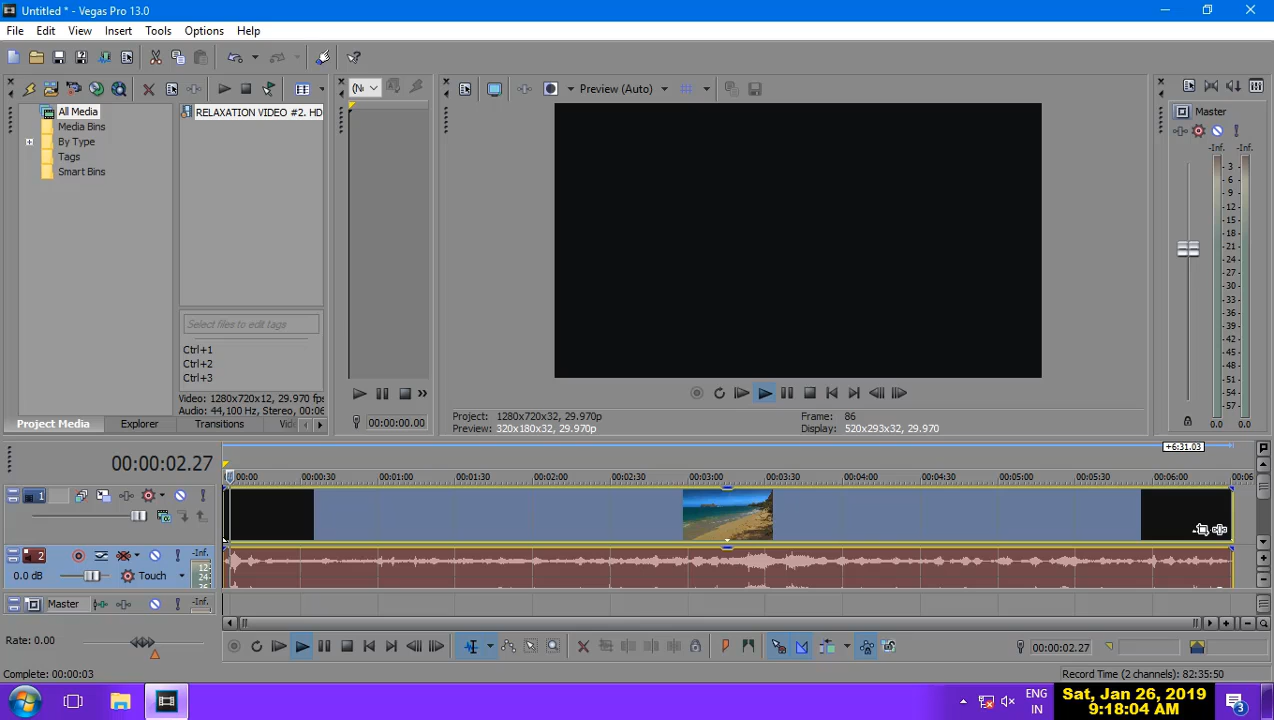 Untitled * - Vegas Pro 13.0
File Edit View Insert Tools Options Help
Preview (Auto)
All Media
Media Bins
By Type
Tags
Smart Bins
RELAXATION VIDEO #2. HD
Select files to edit tags
Ctrl+1
Ctrl+2
Ctrl+3
Video: 1280x720x12, 29.970 fps
Audio: 44,100 Hz, Stereo, 00:06
Project Media Explorer Transitions
00:00:00.00
Project: 1280x720x32, 29.970p
Preview: 320x180x32, 29.970p
Frame: 86
Display: 520x293x32, 29.970
Master
-Inf. -Inf.
3
6
9
12
15
18
21
24
27
30
33
36
39
42
45
48
51
54
57
0.0 0.0
+6:31.03
00:00:02.27
00:00 00:00:30 00:01:00 00:01:30 00:02:00 00:02:30 00:03:00 00:03:30 00:04:00 00:04:30 00:05:00 00:05:30 00:06:00 00:06
1
2 -Inf.
0.0 dB Touch
12
24
Master -Inf.
Rate: 0.00
00:00:02.27
Complete: 00:00:03
Record Time (2 channels): 82:35:50
ENG
IN
Sat, Jan 26, 2019
9:18:04 AM
3